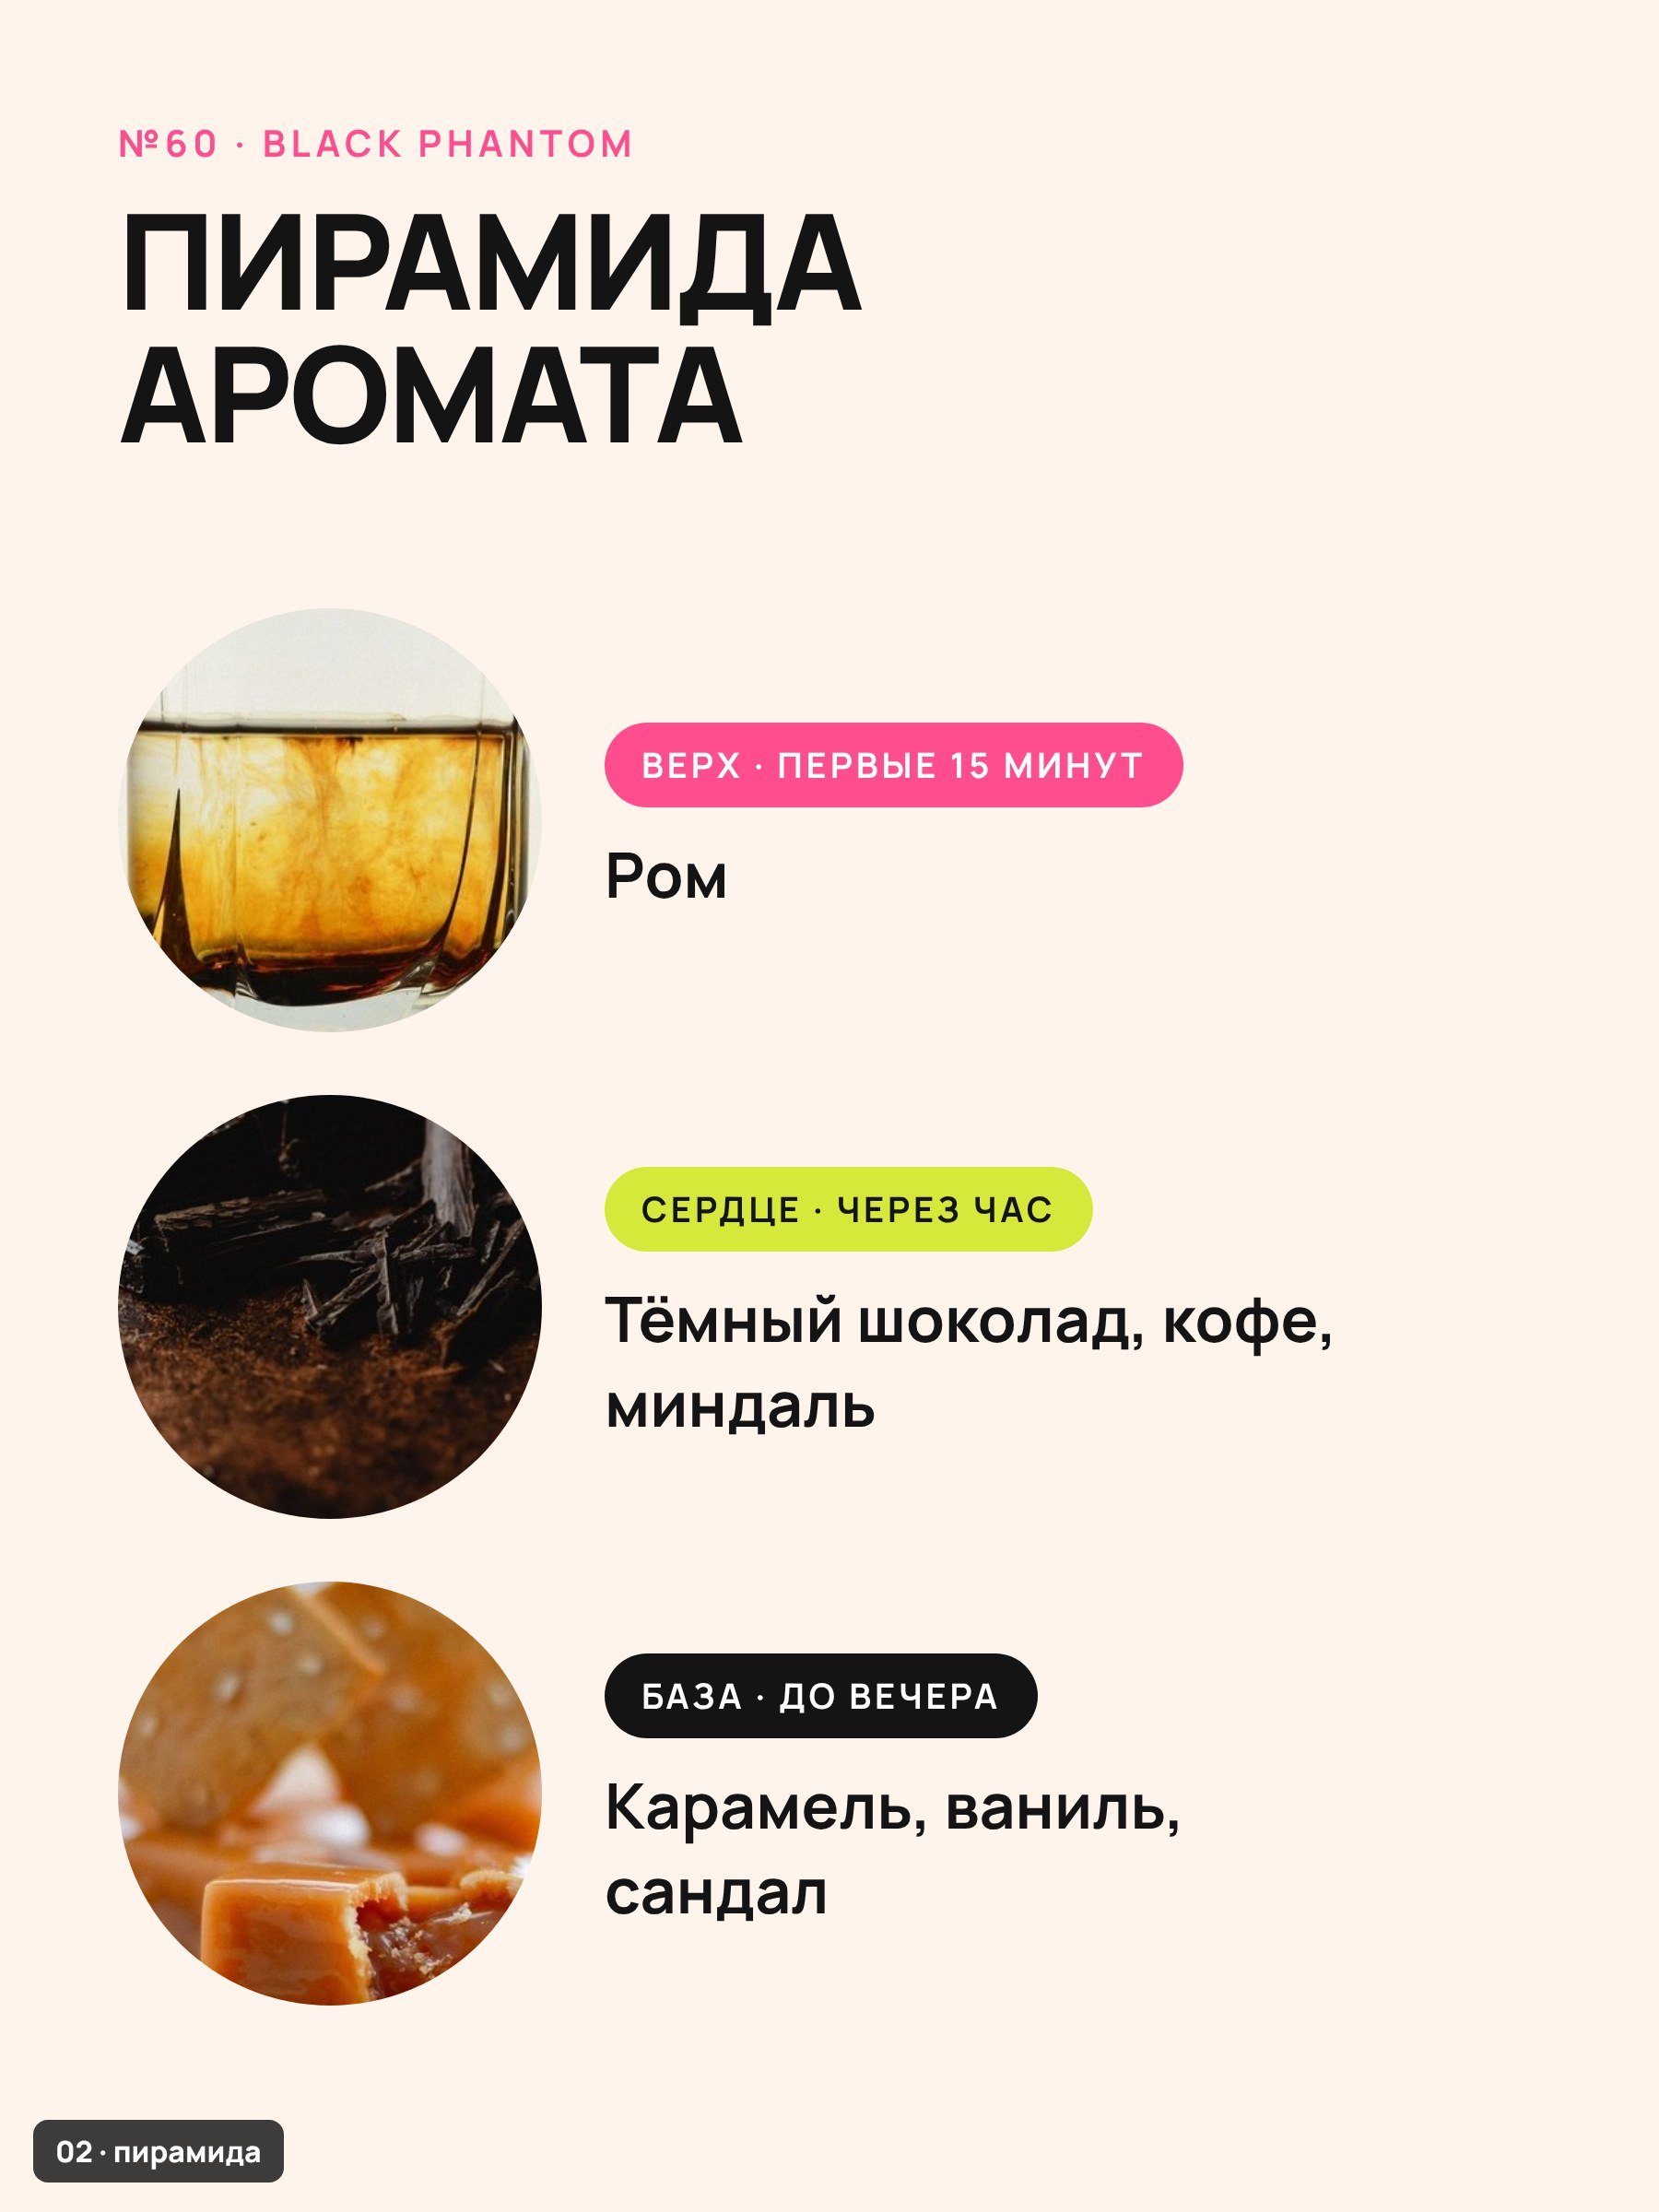 №60 · BLACK PHANTOM
ПИРАМИДА
АРОМАТА
ВЕРХ · ПЕРВЫЕ 15 МИНУТ
Ром
СЕРДЦЕ · ЧЕРЕЗ ЧАС
Тёмный шоколад, кофе,
миндаль
БАЗА · ДО ВЕЧЕРА
Карамель, ваниль,
сандал
02 · пирамида